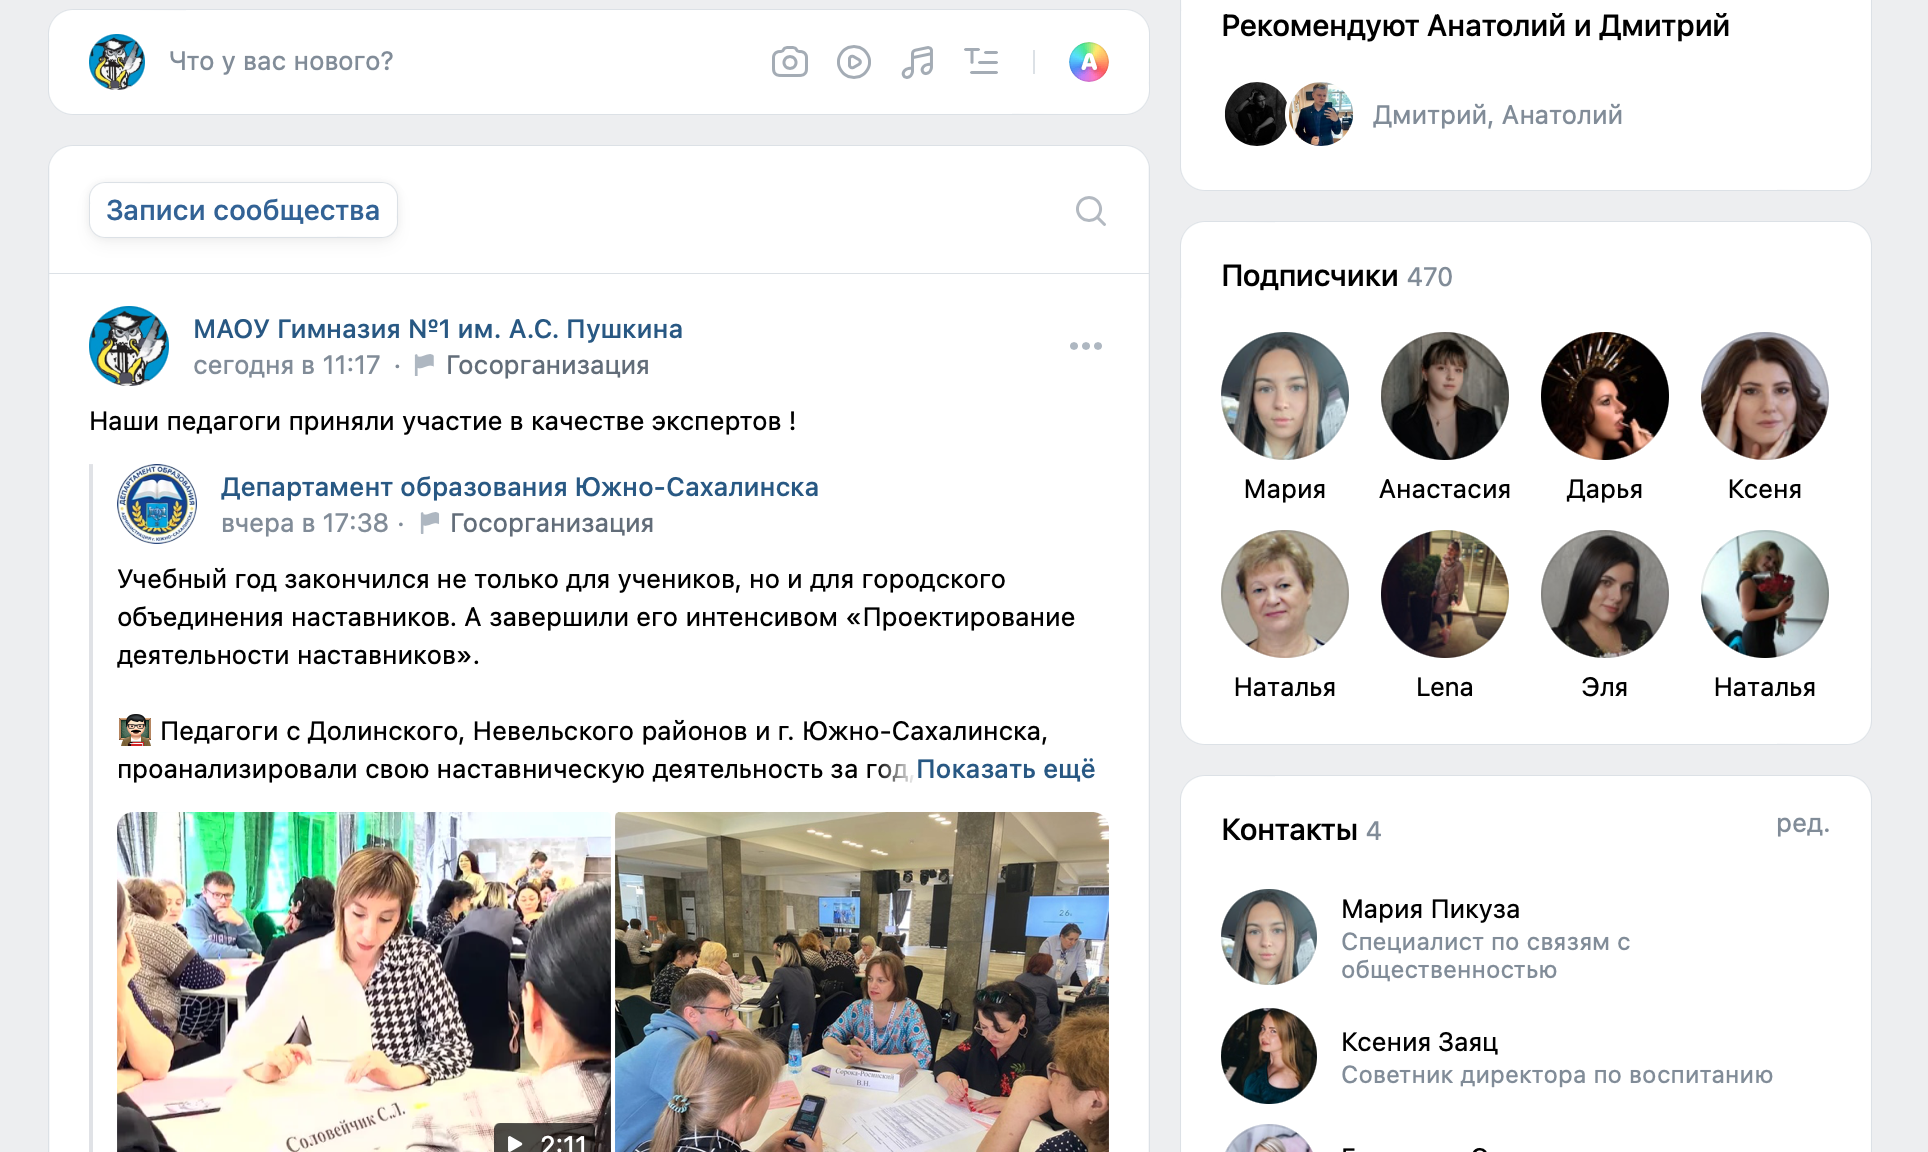 Что у вас нового?
Записи сообщества
МАОУ Гимназия №1 им. А.С. Пушкина
сегодня в 11:17 · Госорганизация
Наши педагоги приняли участие в качестве экспертов !
Департамент образования Южно-Сахалинска
вчера в 17:38 · Госорганизация
Учебный год закончился не только для учеников, но и для городского
объединения наставников. А завершили его интенсивом «Проектирование
деятельности наставников».
Педагоги с Долинского, Невельского районов и г. Южно-Сахалинска,
проанализировали свою наставническую деятельность за год, Показать ещё
Соловейчик С.Л.
2:11
26.
Сорока-Росинский
В.Н.
Рекомендуют Анатолий и Дмитрий
Дмитрий, Анатолий
Подписчики 470
Мария
Анастасия
Дарья
Ксеня
Наталья
Lena
Эля
Наталья
Контакты 4
ред.
Мария Пикуза
Специалист по связям с
общественностью
Ксения Заяц
Советник директора по воспитанию